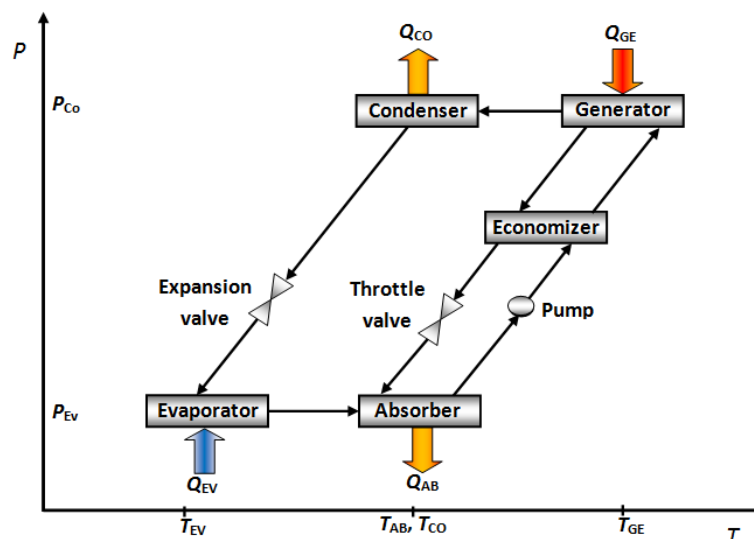 Q_CO
Q_GE
P
P_Co
Condenser
Generator
Economizer
Expansion
valve
Throttle
valve
Pump
P_Ev
Evaporator
Absorber
Q_EV
Q_AB
T_EV
T_AB, T_CO
T_GE
T